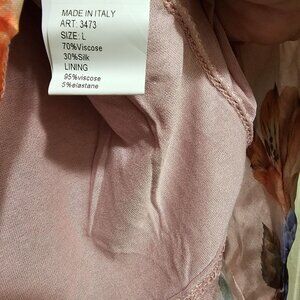 MADE IN ITALY
ART. 3473
SIZE: L
70%Viscose
30%Silk
LINING
95%viscose
5%elastane